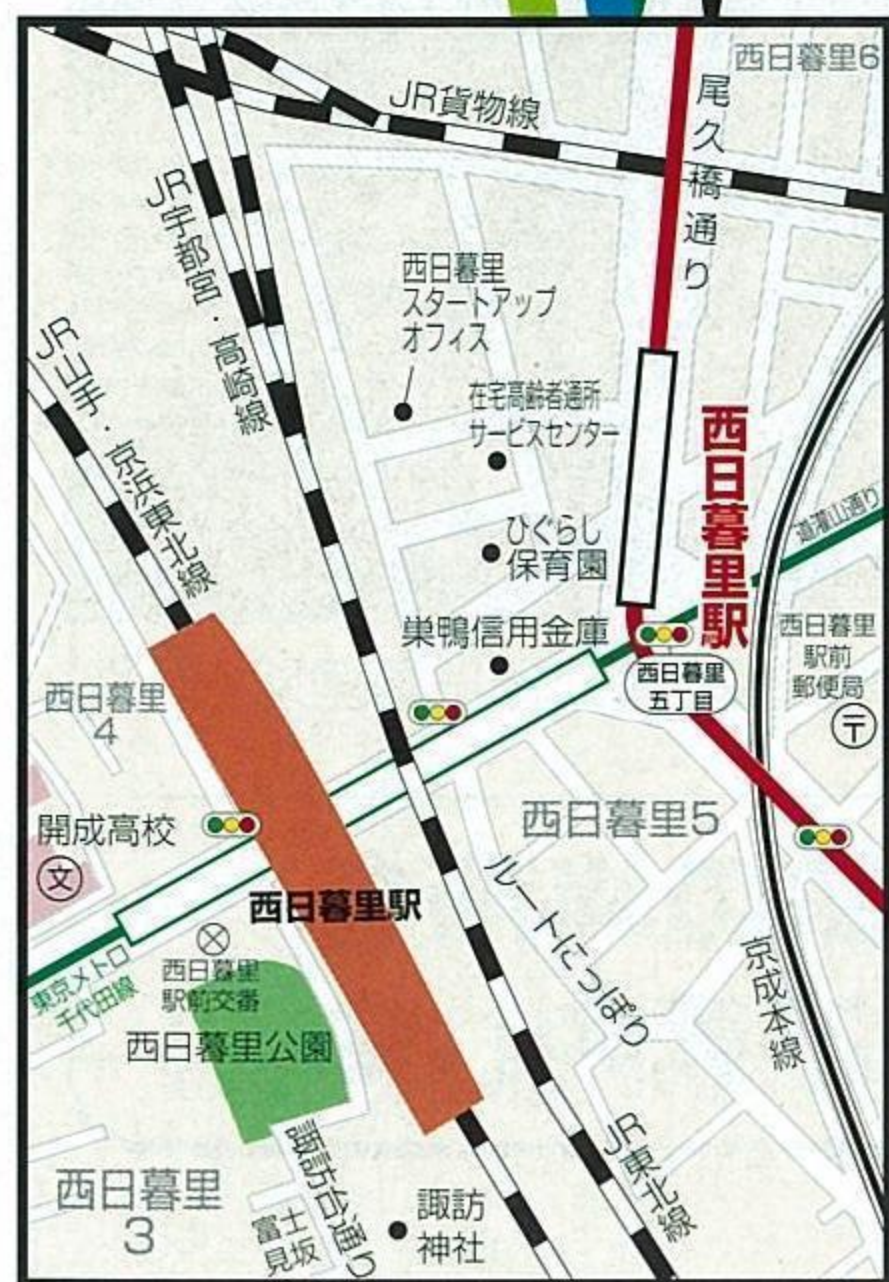 西日暮里6
JR貨物線
尾久橋通り
JR宇都宮・高崎線
西日暮里
スタートアップ
オフィス
JR山手・京浜東北線
在宅高齢者通所
サービスセンター
西日暮里駅
道灌山通り
ひぐらし
保育園
巣鴨信用金庫
西日暮里
駅前
郵便局
〒
西日暮里
五丁目
西日暮里
4
開成高校
文
西日暮里5
西日暮里駅
ルートにっぽり
東京メトロ
千代田線
西日暮里
駅前交番
西日暮里公園
京成本線
JR東北線
諏訪台通り
西日暮里
3
富士
見坂
諏訪
神社